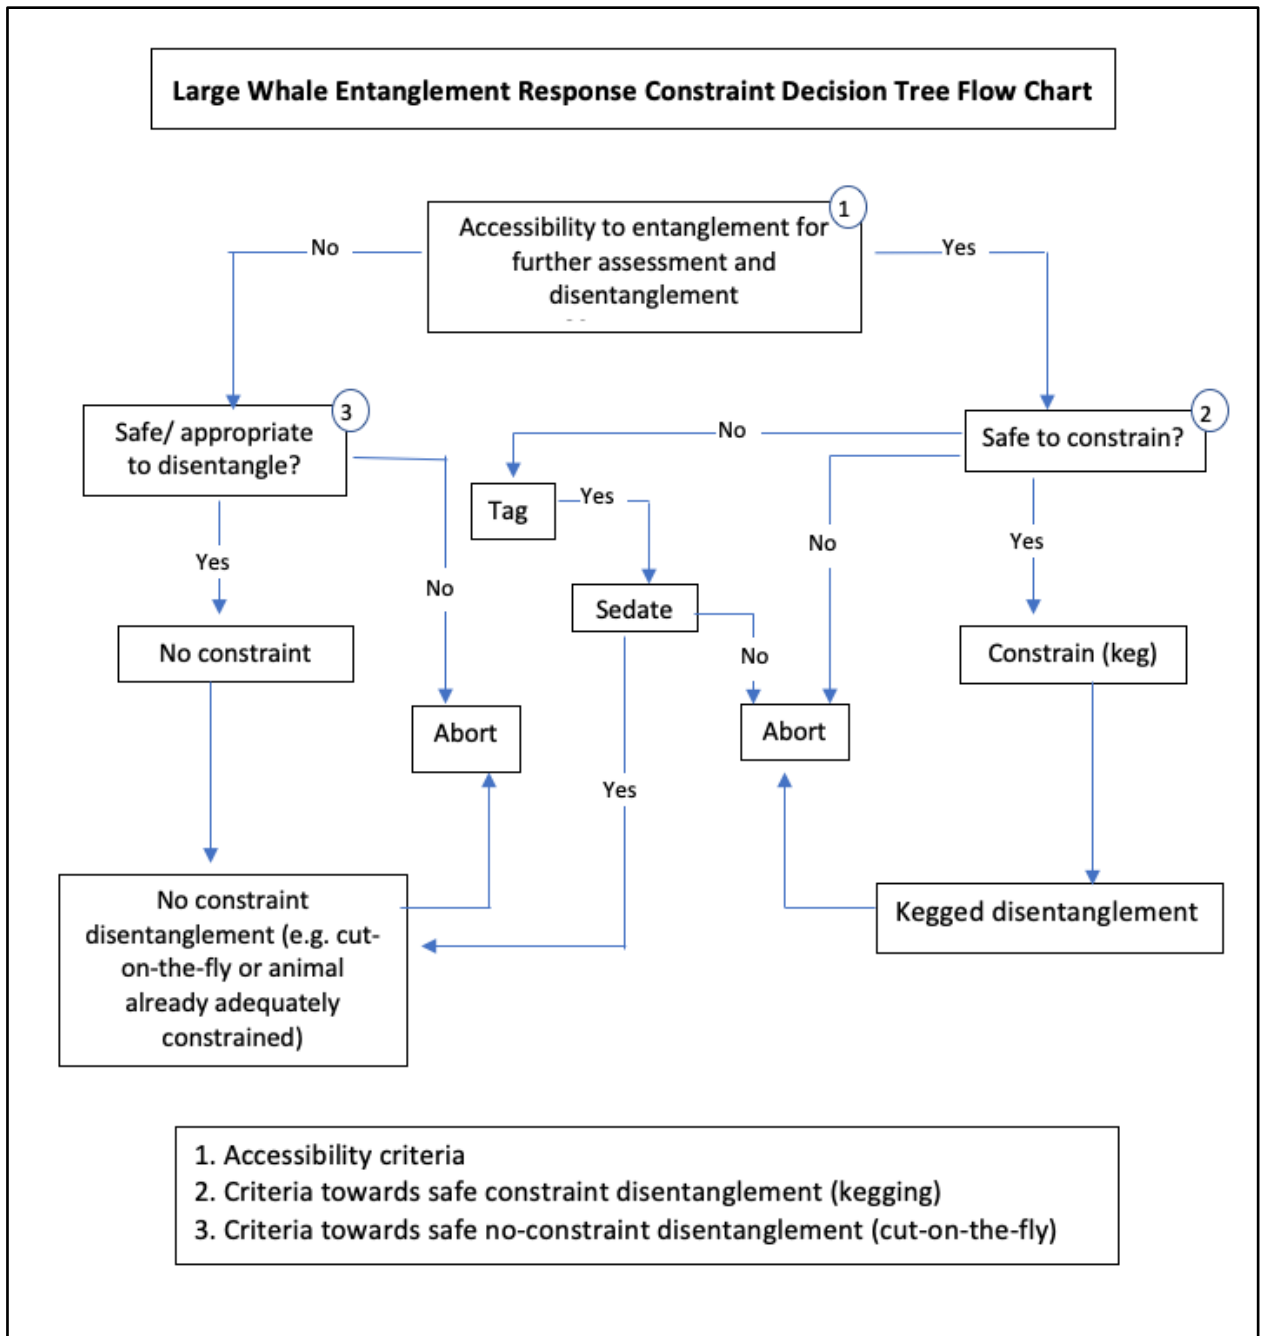 Large Whale Entanglement Response Constraint Decision Tree Flow Chart
1
Accessibility to entanglement for
further assessment and
disentanglement
No
Yes
3
Safe/ appropriate
to disentangle?
2
Safe to constrain?
No
Tag
Yes
No
Yes
Yes
No
Sedate
No
No constraint
Constrain (keg)
Abort
Abort
Yes
No constraint
disentanglement (e.g. cut-
on-the-fly or animal
already adequately
constrained)
Kegged disentanglement
1. Accessibility criteria
2. Criteria towards safe constraint disentanglement (kegging)
3. Criteria towards safe no-constraint disentanglement (cut-on-the-fly)